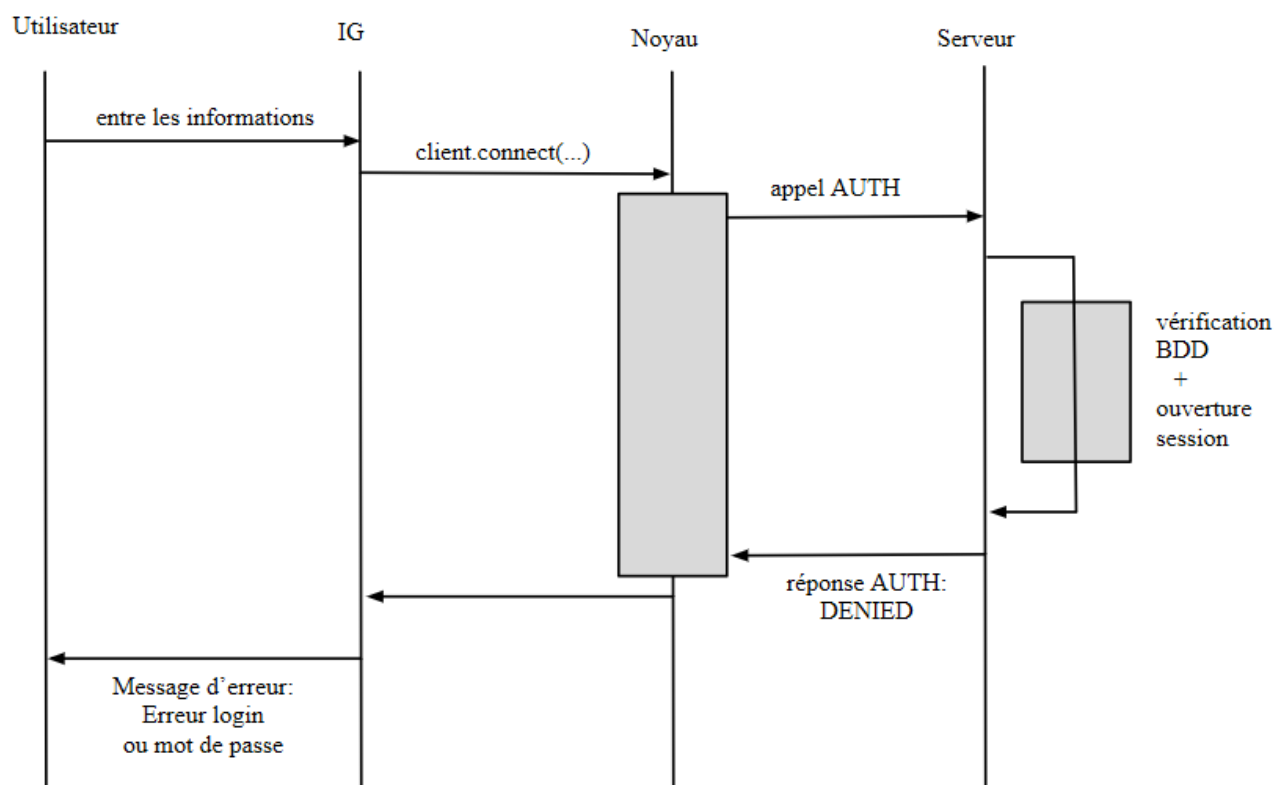 Utilisateur
IG
Noyau
Serveur
entre les informations
client.connect(...)
appel AUTH
vérification
BDD
+
ouverture
session
réponse AUTH:
DENIED
Message d’erreur:
Erreur login
ou mot de passe